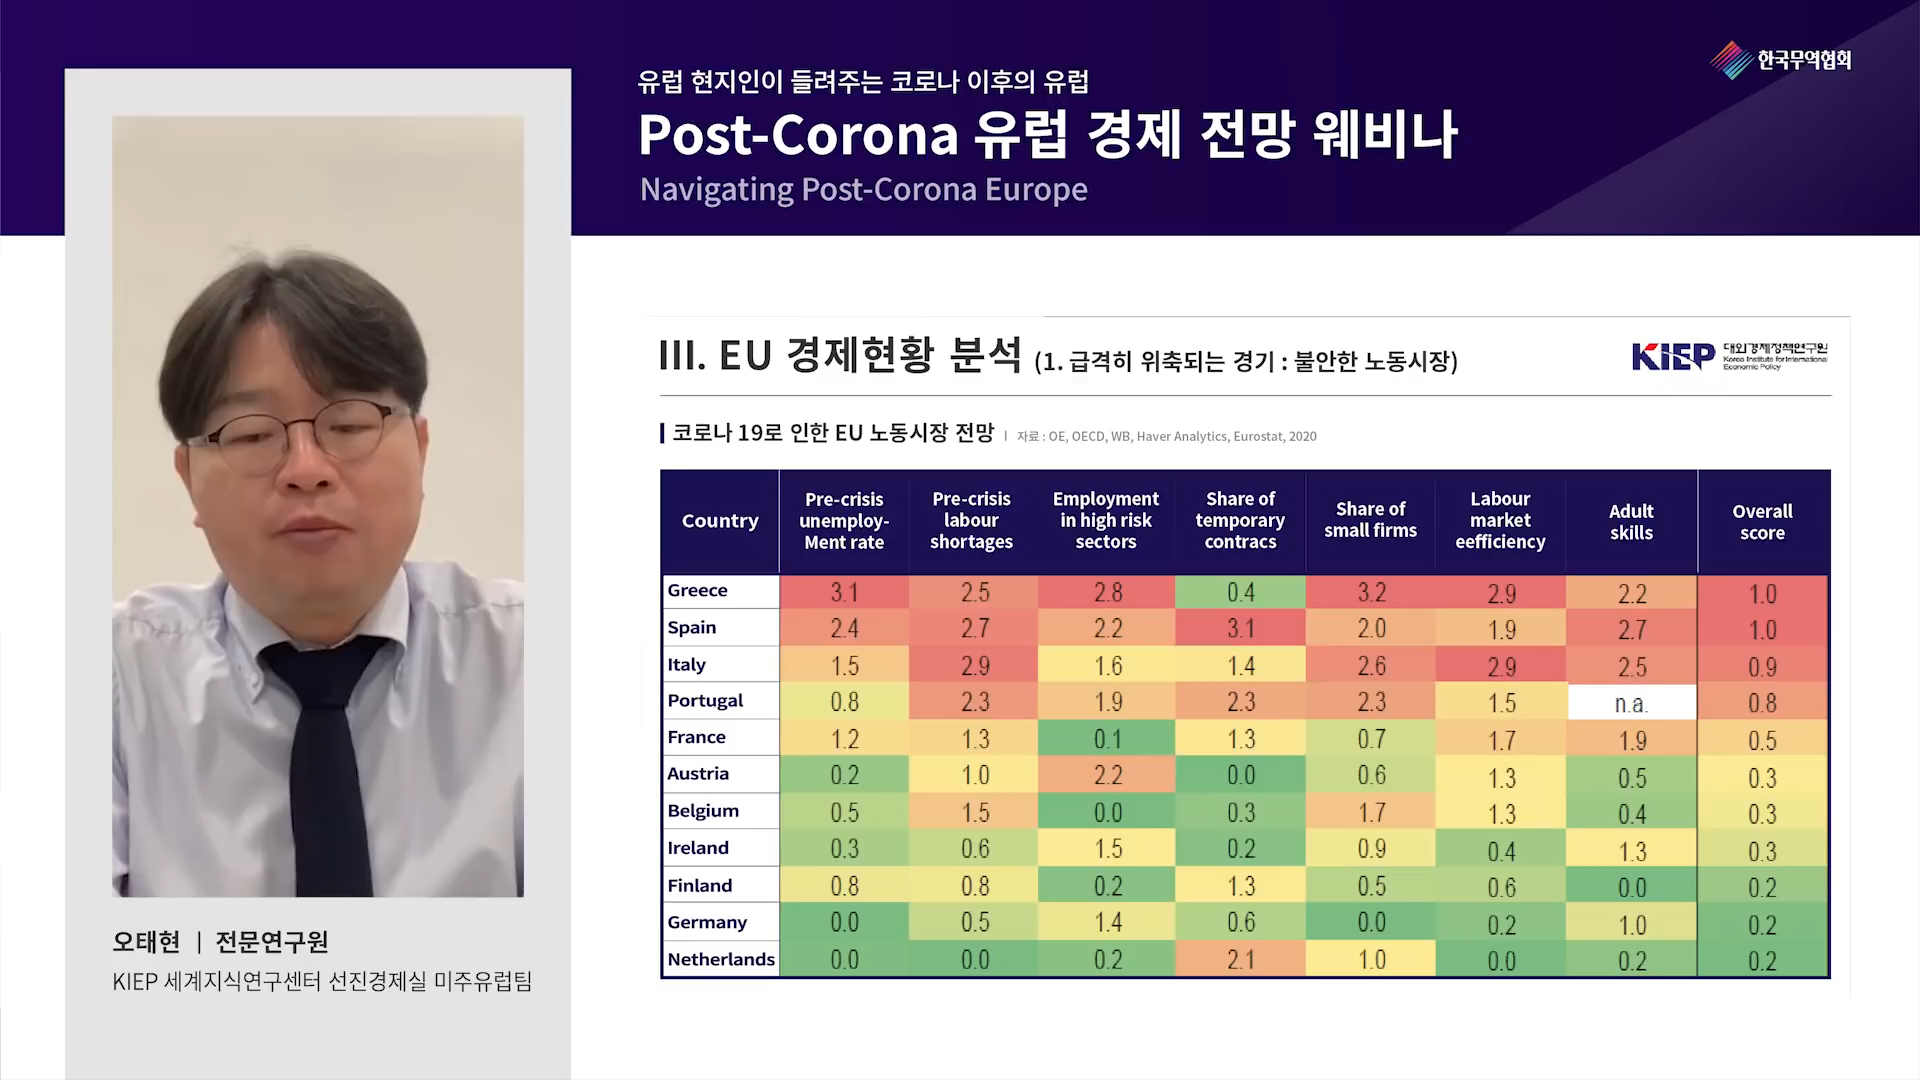 한국무역협회
유럽 현지인이 들려주는 코로나 이후의 유럽
Post-Corona 유럽 경제 전망 웨비나
Navigating Post-Corona Europe
III. EU 경제현황 분석 (1. 급격히 위축되는 경기 : 불안한 노동시장)
KIEP 대외경제정책연구원
Korea Institute for International
Economic Policy
코로나 19로 인한 EU 노동시장 전망 | 자료 : OE, OECD, WB, Haver Analytics, Eurostat, 2020
Country
Pre-crisis
unemploy-
Ment rate
Pre-crisis
labour
shortages
Employment
in high risk
sectors
Share of
temporary
contracs
Share of
small firms
Labour
market
eefficiency
Adult
skills
Overall
score
Greece 3.1 2.5 2.8 0.4 3.2 2.9 2.2 1.0
Spain 2.4 2.7 2.2 3.1 2.0 1.9 2.7 1.0
Italy 1.5 2.9 1.6 1.4 2.6 2.9 2.5 0.9
Portugal 0.8 2.3 1.9 2.3 2.3 1.5 n.a. 0.8
France 1.2 1.3 0.1 1.3 0.7 1.7 1.9 0.5
Austria 0.2 1.0 2.2 0.0 0.6 1.3 0.5 0.3
Belgium 0.5 1.5 0.0 0.3 1.7 1.3 0.4 0.3
Ireland 0.3 0.6 1.5 0.2 0.9 0.4 1.3 0.3
Finland 0.8 0.8 0.2 1.3 0.5 0.6 0.0 0.2
Germany 0.0 0.5 1.4 0.6 0.0 0.2 1.0 0.2
Netherlands 0.0 0.0 0.2 2.1 1.0 0.0 0.2 0.2
오태현 | 전문연구원
KIEP 세계지식연구센터 선진경제실 미주유럽팀